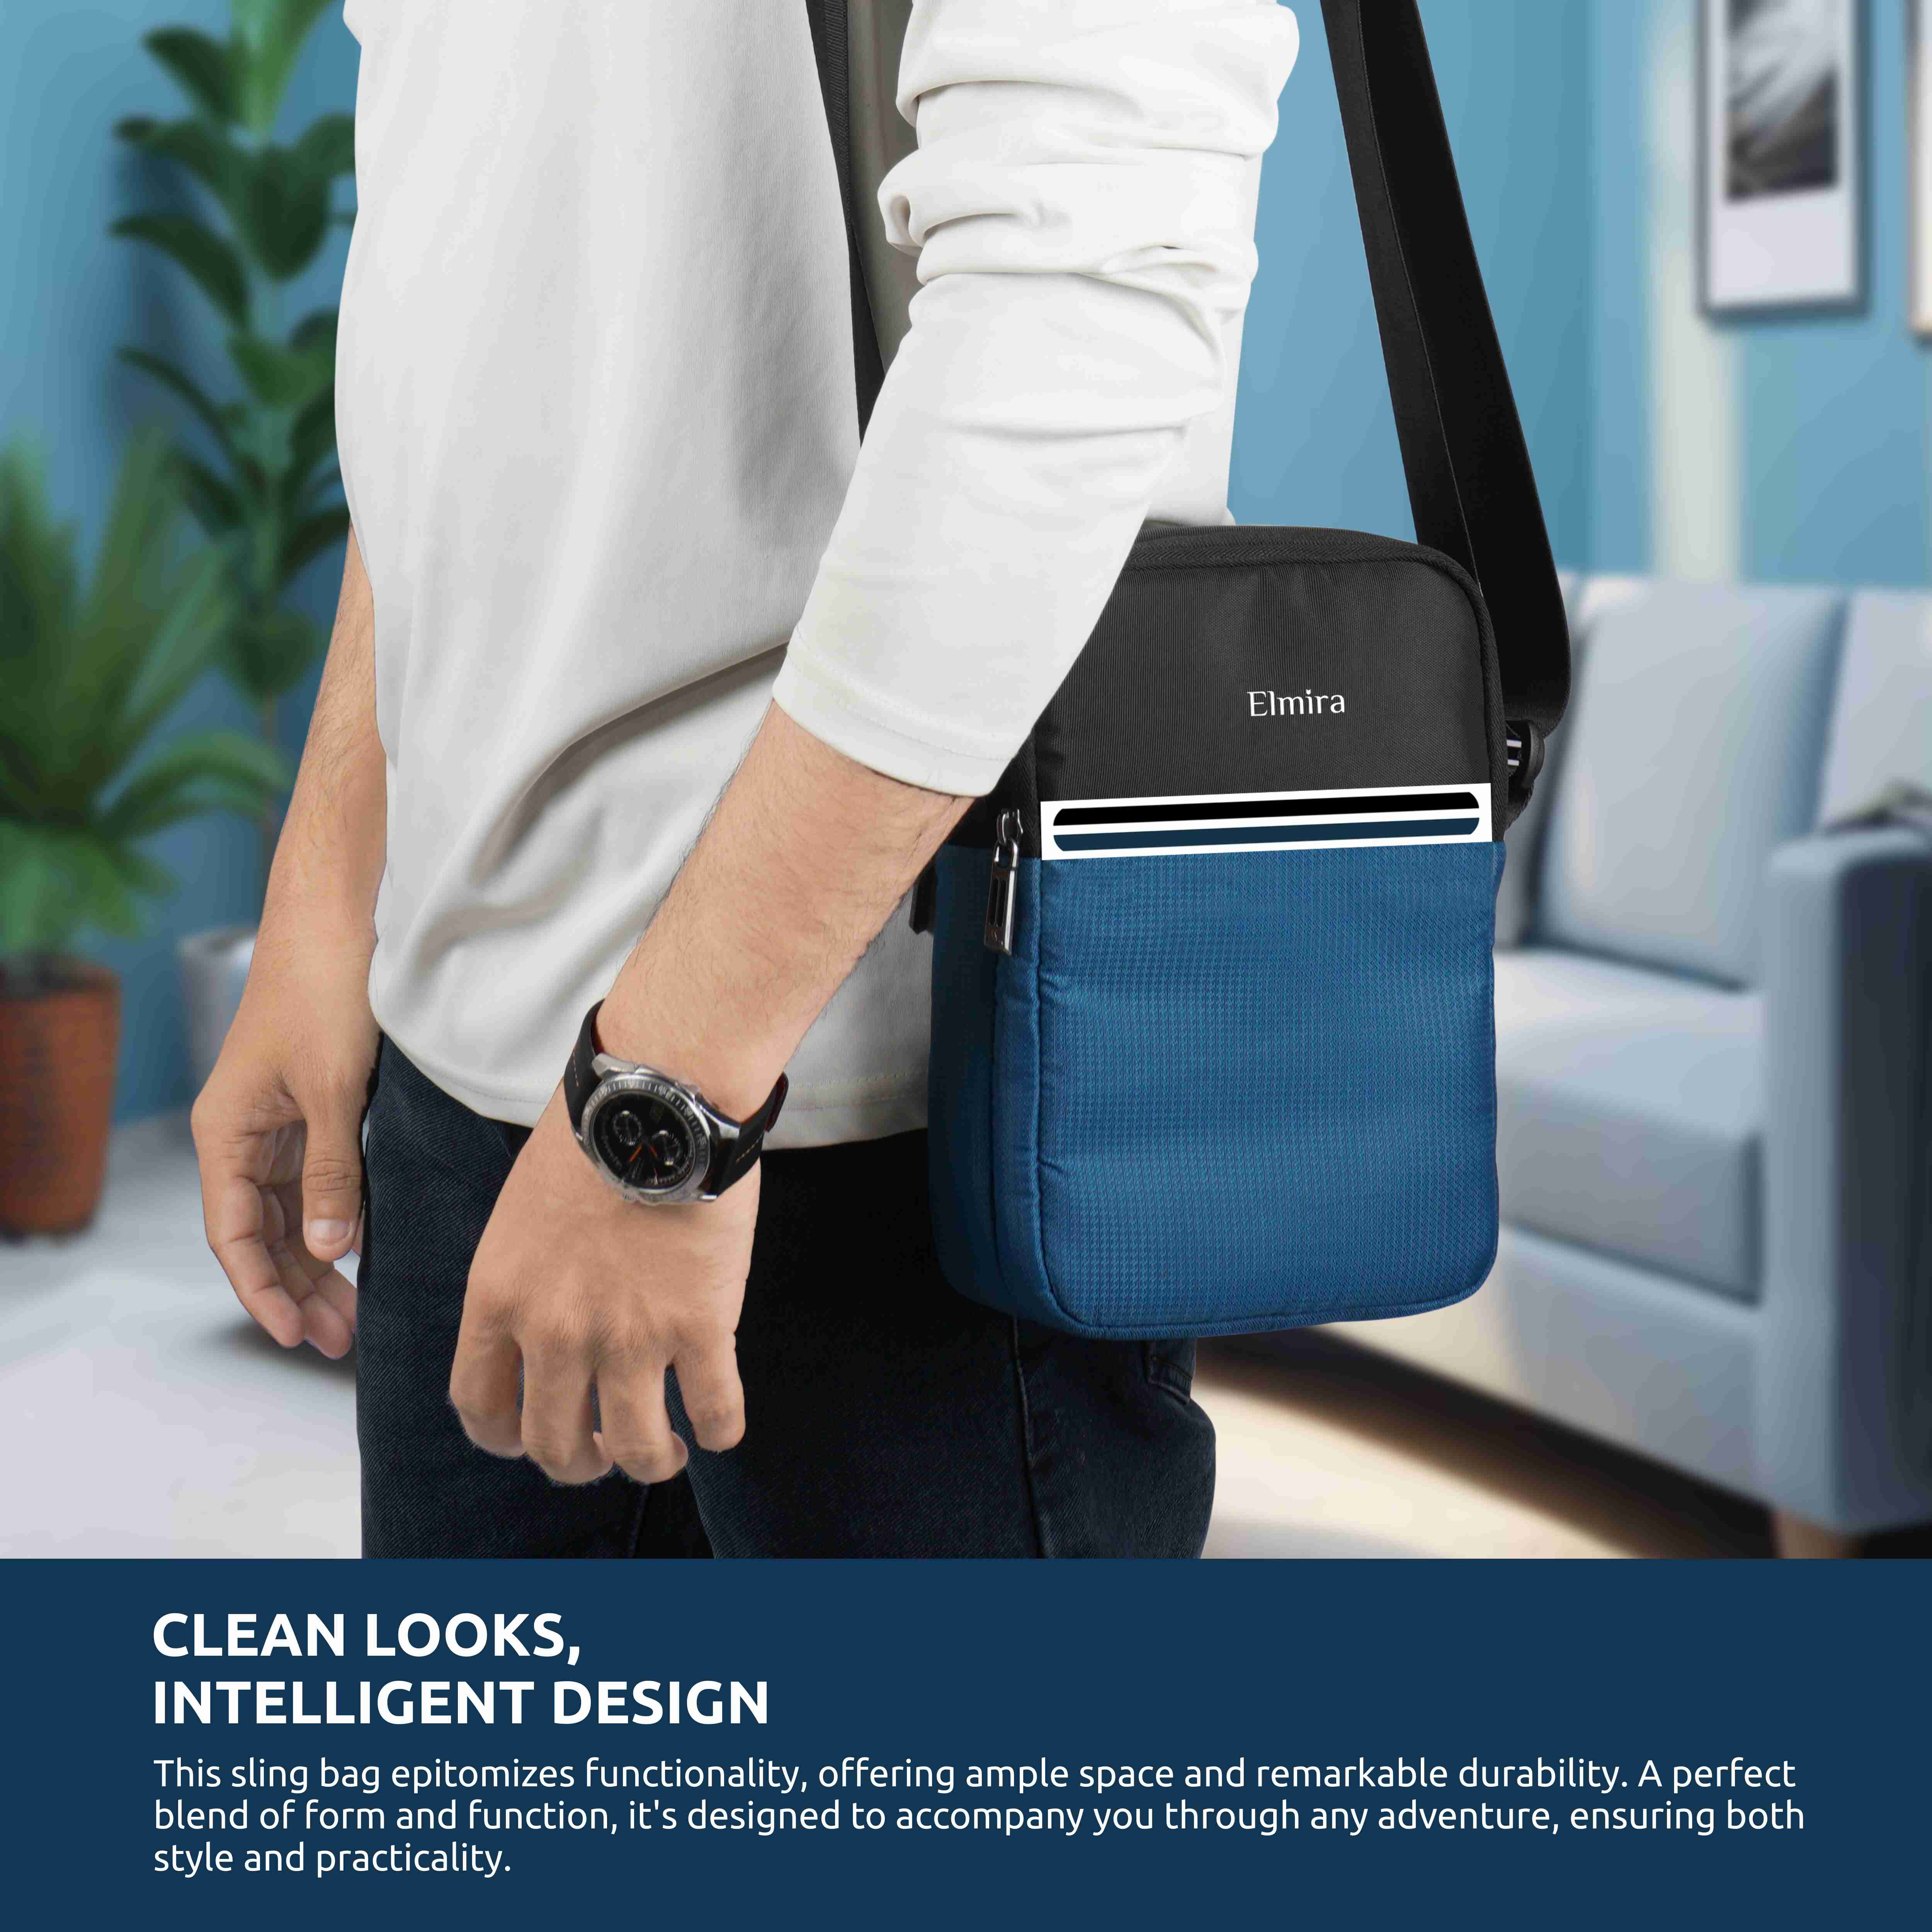 Elmira
CLEAN LOOKS,
INTELLIGENT DESIGN
This sling bag epitomizes functionality, offering ample space and remarkable durability. A perfect
blend of form and function, it's designed to accompany you through any adventure, ensuring both
style and practicality.